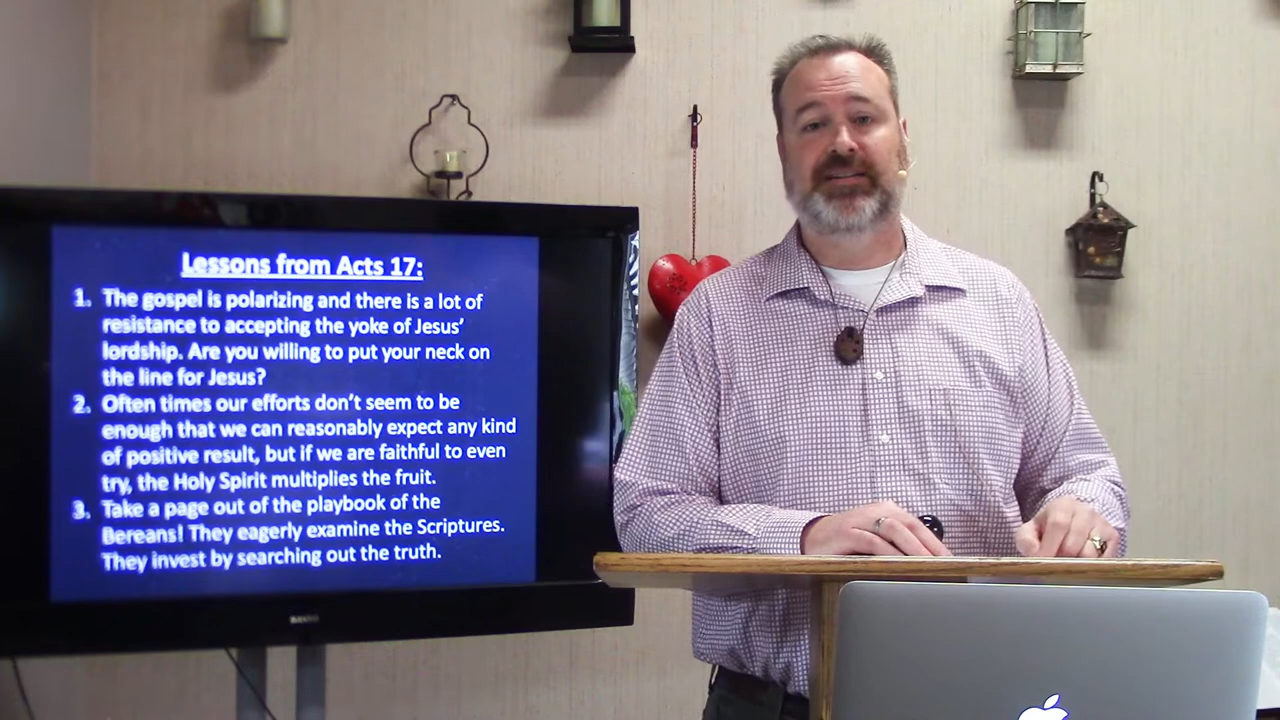 Lessons from Acts 17:
1. The gospel is polarizing and there is a lot of
resistance to accepting the yoke of Jesus'
lordship. Are you willing to put your neck on
the line for Jesus?
2. Often times our efforts don't seem to be
enough that we can reasonably expect any kind
of positive result, but if we are faithful to even
try, the Holy Spirit multiplies the fruit.
3. Take a page out of the playbook of the
Bereans! They eagerly examine the Scriptures.
They invest by searching out the truth.